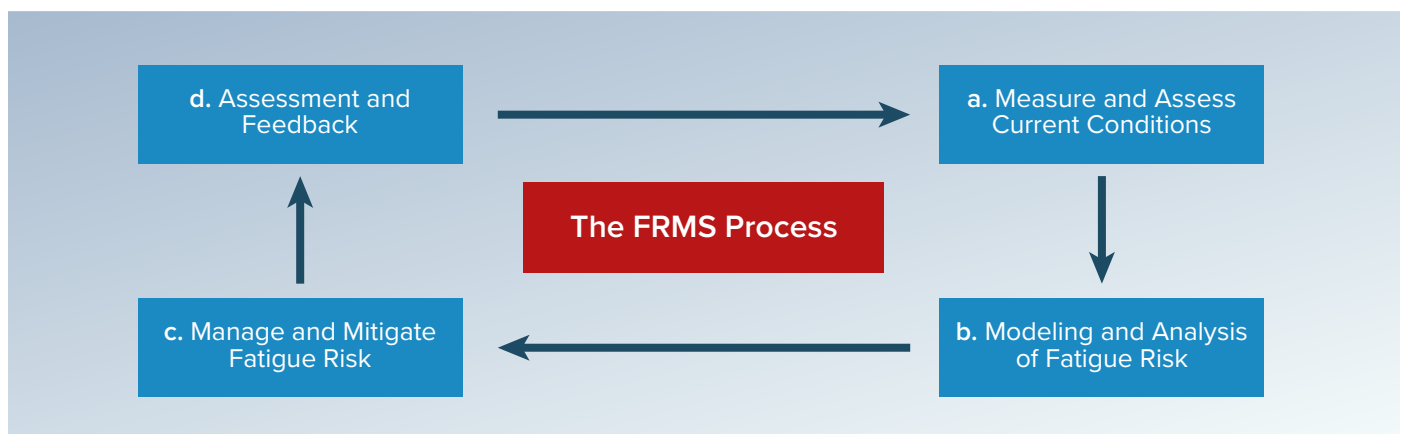 d. Assessment and
Feedback
a. Measure and Assess
Current Conditions
The FRMS Process
c. Manage and Mitigate
Fatigue Risk
b. Modeling and Analysis
of Fatigue Risk